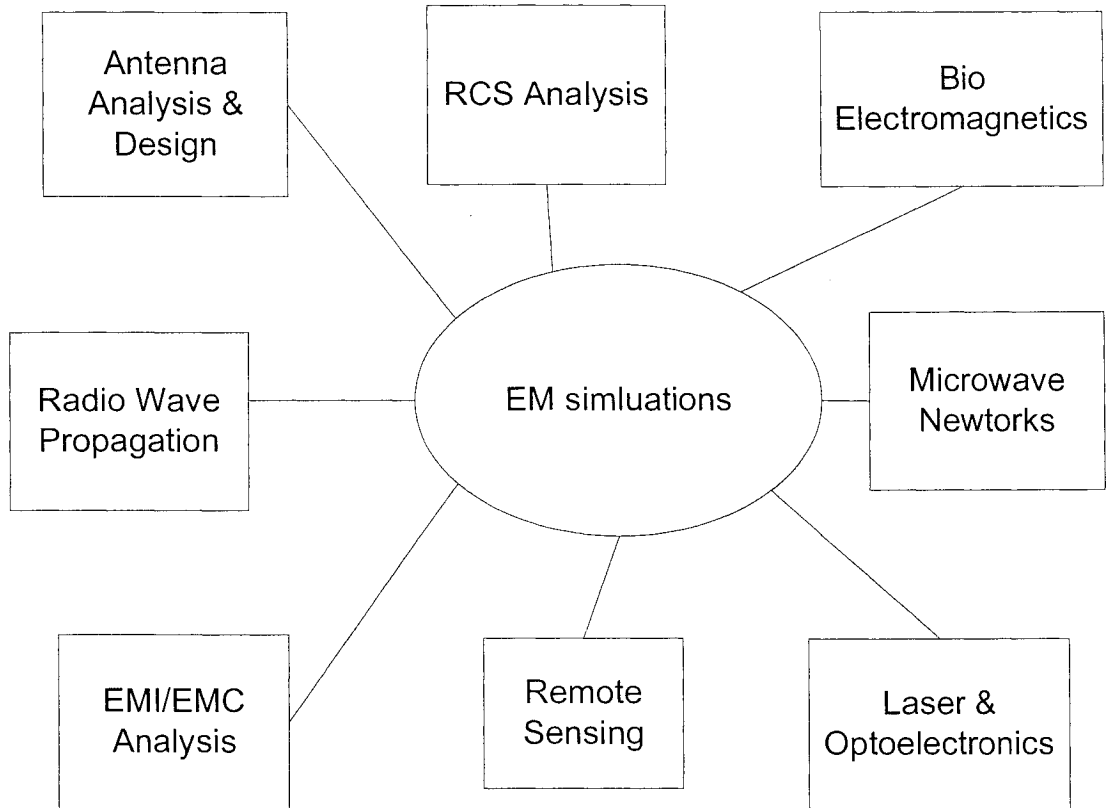 Antenna
Analysis &
Design
RCS Analysis
Bio
Electromagnetics
Radio Wave
Propagation
EM simluations
Microwave
Newtorks
EMI/EMC
Analysis
Remote
Sensing
Laser &
Optoelectronics